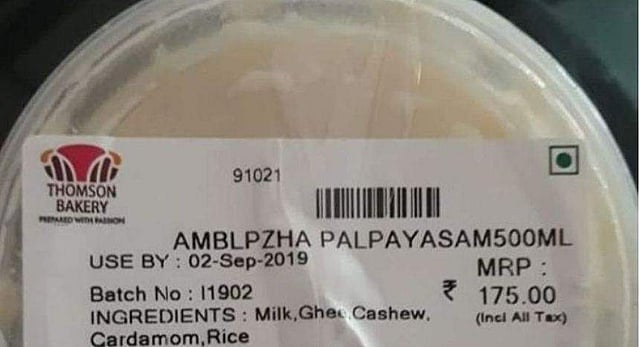 THOMSON
BAKERY
PREPARED WITH PASSION
91021
AMBLPZHA PALPAYASAM500ML
USE BY : 02-Sep-2019
MRP :
₹ 175.00
(Incl All Tax)
Batch No : I1902
INGREDIENTS : Milk,Ghee,Cashew,
Cardamom,Rice